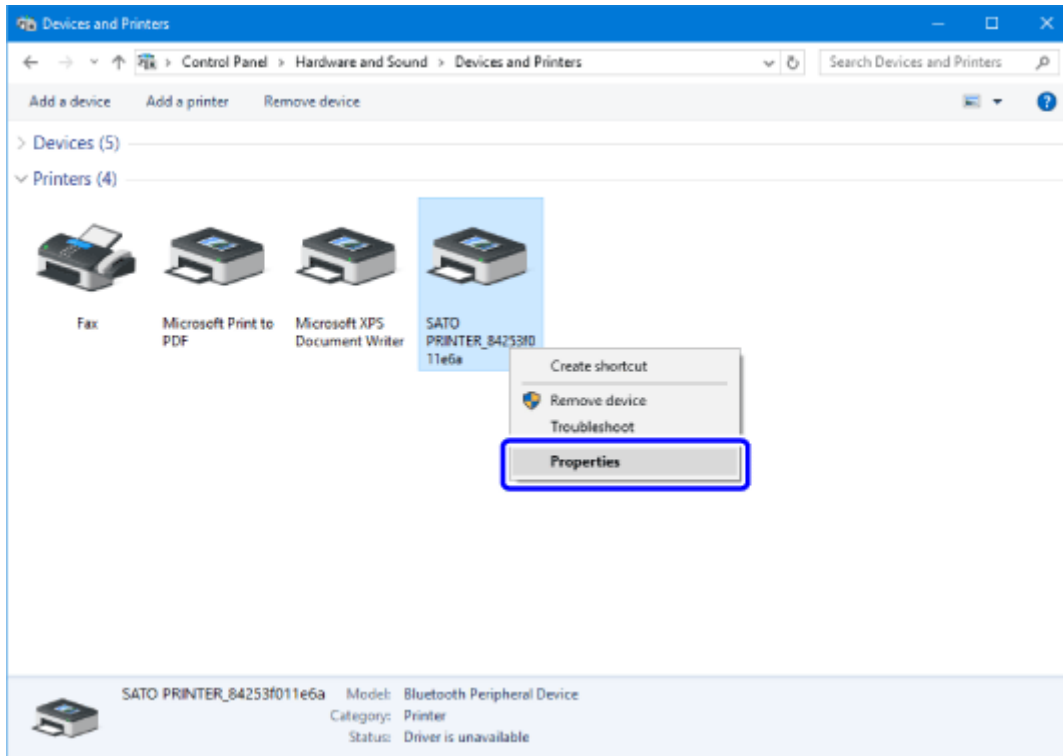 Devices and Printers
Control Panel > Hardware and Sound > Devices and Printers
Search Devices and Printers
Add a device Add a printer Remove device
Devices (5)
Printers (4)
Fax
Microsoft Print to
PDF
Microsoft XPS
Document Writer
SATO
PRINTER_84253f0
11e6a
Create shortcut
Remove device
Troubleshoot
Properties
SATO PRINTER_84253f011e6a Model: Bluetooth Peripheral Device
Category: Printer
Status: Driver is unavailable